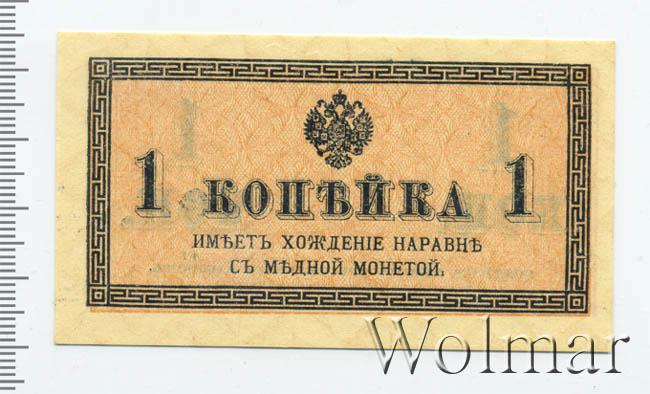 1 КОПѢЙКА 1
ИМѢЕТЪ ХОЖДЕНІЕ НАРАВНѢ
СЪ МѢДНОЙ МОНЕТОЙ.
Wolmar